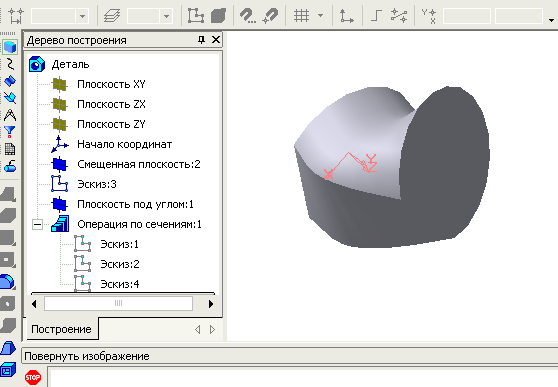 Дерево построения
Деталь
Плоскость XY
Плоскость ZX
Плоскость ZY
Начало координат
Смещенная плоскость:2
Эскиз:3
Плоскость под углом:1
Операция по сечениям:1
Эскиз:1
Эскиз:2
Эскиз:4
Построение
Повернуть изображение
STOP